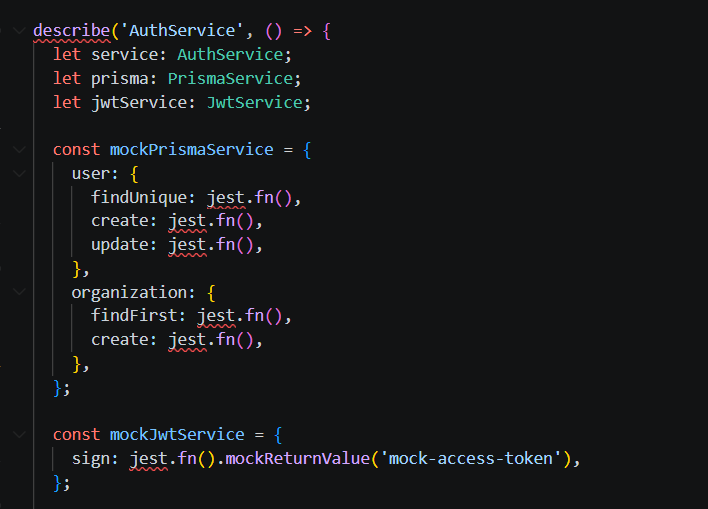 describe('AuthService', () => {
  let service: AuthService;
  let prisma: PrismaService;
  let jwtService: JwtService;

  const mockPrismaService = {
    user: {
      findUnique: jest.fn(),
      create: jest.fn(),
      update: jest.fn(),
    },
    organization: {
      findFirst: jest.fn(),
      create: jest.fn(),
    },
  };

  const mockJwtService = {
    sign: jest.fn().mockReturnValue('mock-access-token'),
  };